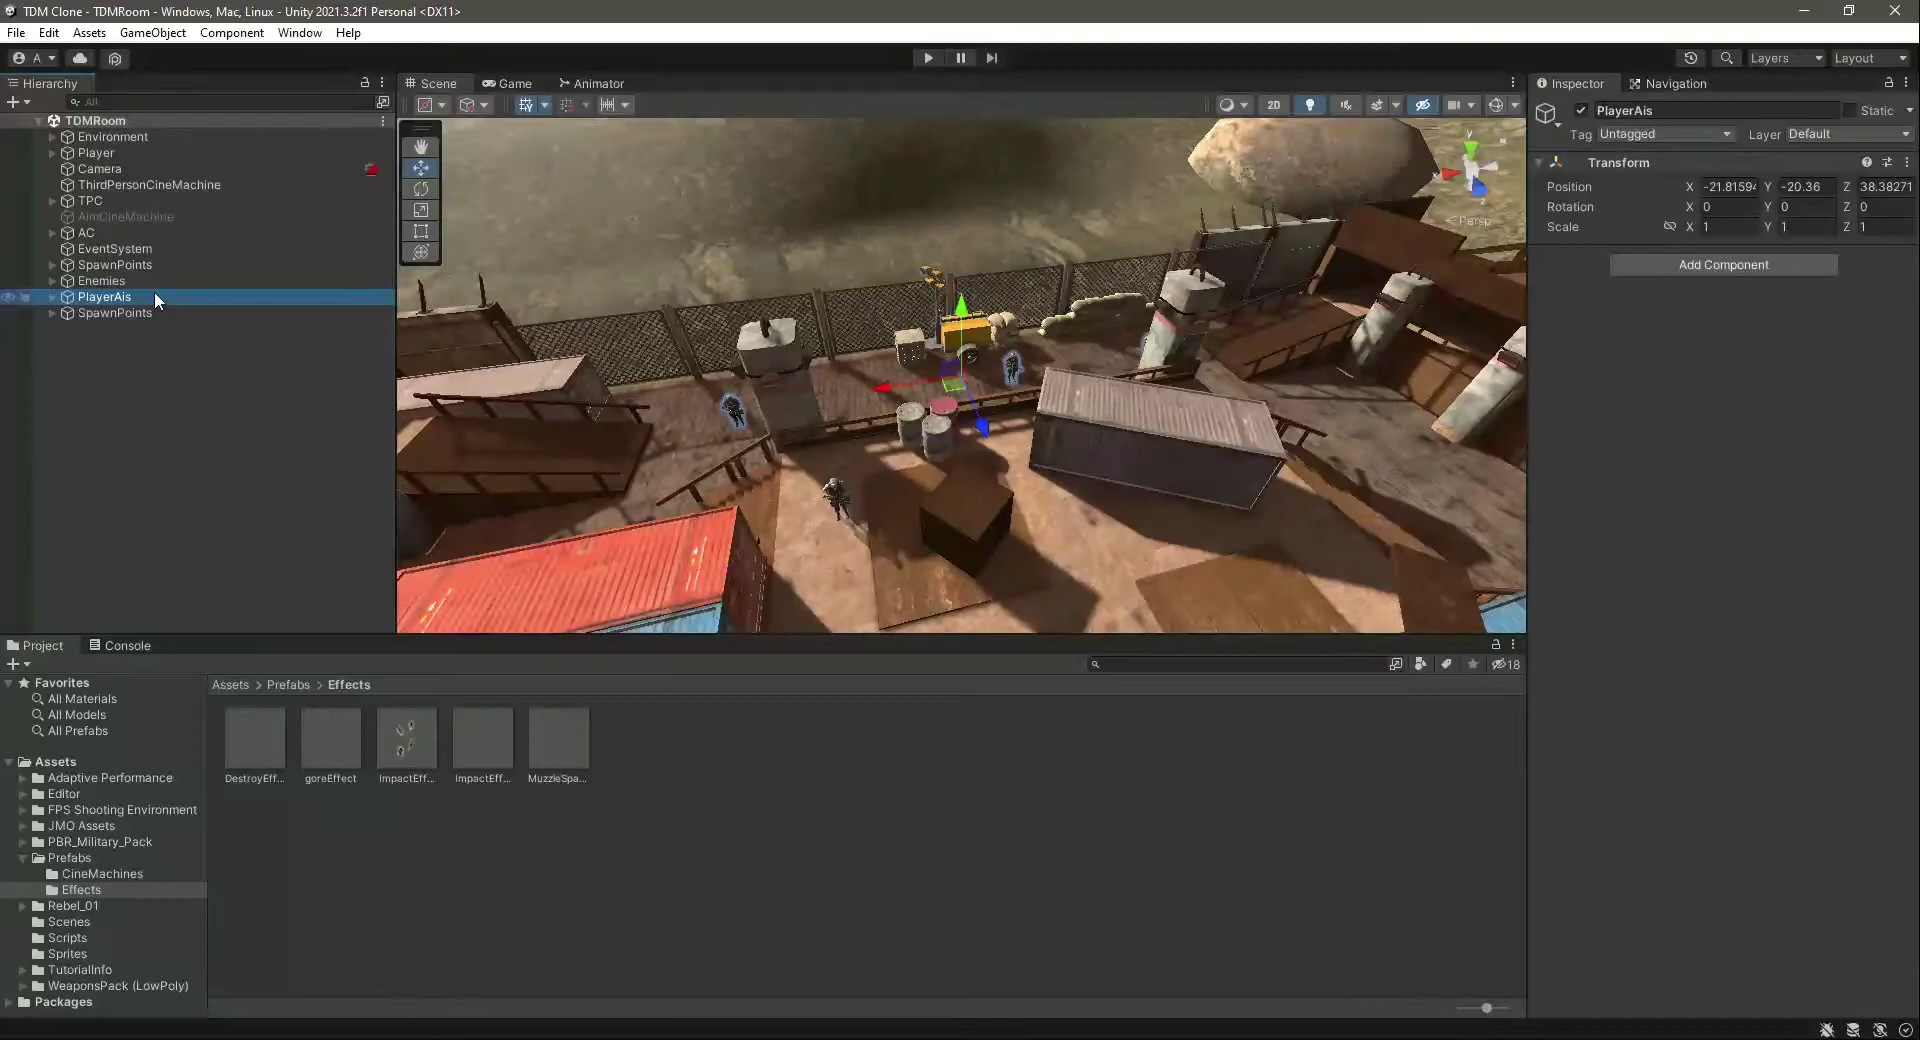 TDM Clone - TDMRoom - Windows, Mac, Linux - Unity 2021.3.2f1 Personal <DX11>
File Edit Assets GameObject Component Window Help
A
Layers Layout
Hierarchy
All
TDMRoom
Environment
Player
Camera
ThirdPersonCineMachine
TPC
AimCineMachine
AC
EventSystem
SpawnPoints
Enemies
PlayerAis
SpawnPoints
Scene Game Animator
2D
y
Persp
Inspector Navigation
PlayerAis Static
Tag Untagged Layer Default
Transform
Position X -21.8159 Y -20.36 Z 38.38271
Rotation X 0 Y 0 Z 0
Scale X 1 Y 1 Z 1
Add Component
Project Console
18
Favorites
All Materials
All Models
All Prefabs
Assets
Adaptive Performance
Editor
FPS Shooting Environment
JMO Assets
PBR_Military_Pack
Prefabs
CineMachines
Effects
Rebel_01
Scenes
Scripts
Sprites
TutorialInfo
WeaponsPack (LowPoly)
Packages
Assets > Prefabs > Effects
DestroyEff... goreEffect ImpactEff... ImpactEff... MuzzleSpa...